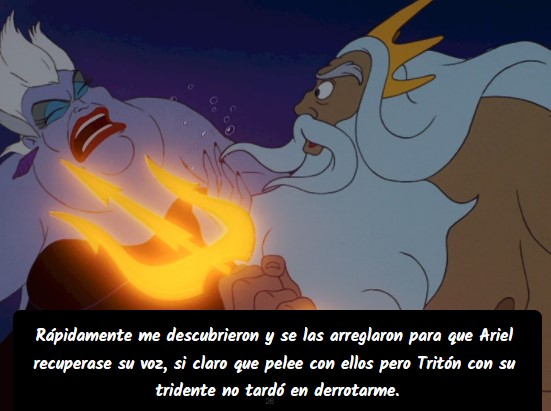 Rápidamente me descubrieron y se las arreglaron para que Ariel
recuperase su voz, si claro que pelee con ellos pero Tritón con su
tridente no tardó en derrotarme.